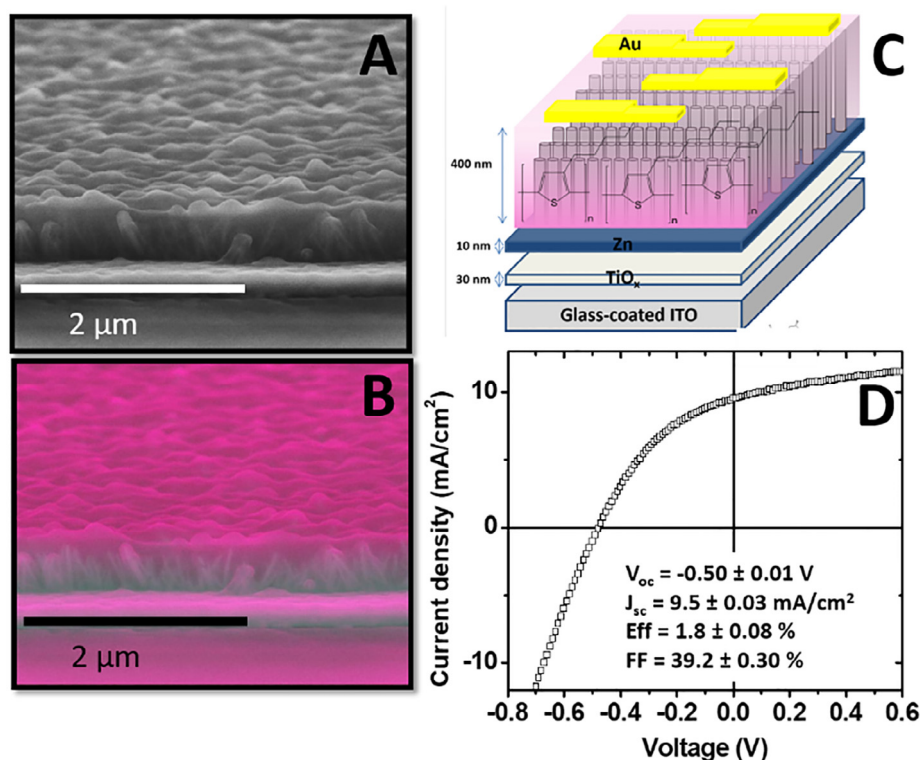 A
2 µm
B
2 µm
C
Au
400 nm
[ ]n
S
[ ]n
S
[ ]n
S
10 nm
Zn
30 nm
TiOx
Glass-coated ITO
D
Current density (mA/cm²)
10
0
-10
Voc = -0.50 ± 0.01 V
Jsc = 9.5 ± 0.03 mA/cm²
Eff = 1.8 ± 0.08 %
FF = 39.2 ± 0.30 %
-0.8 -0.6 -0.4 -0.2 0.0 0.2 0.4 0.6
Voltage (V)